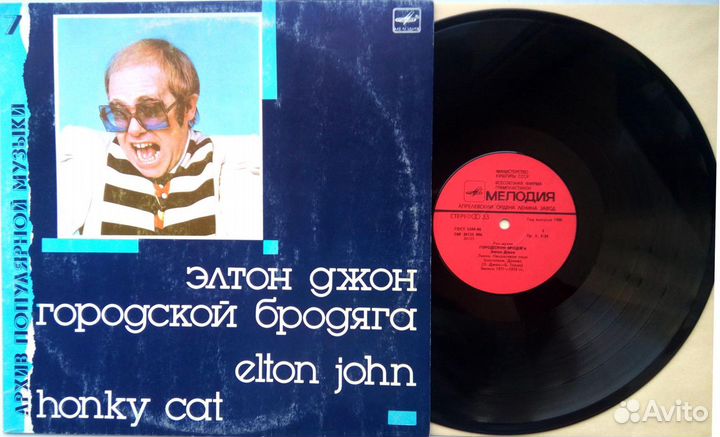 7
АРХИВ ПОПУЛЯРНОЙ МУЗЫКИ
МЕЛОДИЯ
элтон джон
городской бродяга
elton john
honky cat
МИНИСТЕРСТВО
КУЛЬТУРЫ СССР
ВСЕСОЮЗНАЯ ФИРМА
ГРАМПЛАСТИНОК
МЕЛОДИЯ
АПРЕЛЕВСКИЙ ОРДЕНА ЛЕНИНА ЗАВОД
СТЕРЕО 33
ГОРОДСКОЙ БРОДЯГА
Элтон Джон
Avito